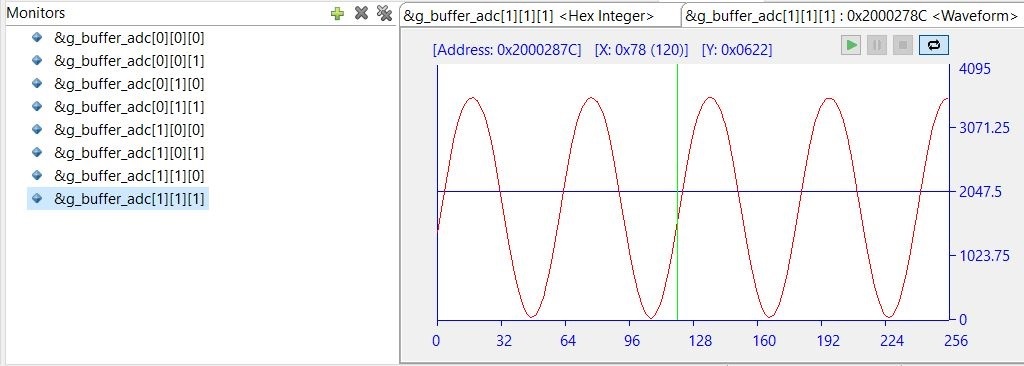 Monitors
&g_buffer_adc[0][0][0]
&g_buffer_adc[0][0][1]
&g_buffer_adc[0][1][0]
&g_buffer_adc[0][1][1]
&g_buffer_adc[1][0][0]
&g_buffer_adc[1][0][1]
&g_buffer_adc[1][1][0]
&g_buffer_adc[1][1][1]
&g_buffer_adc[1][1][1] <Hex Integer>
&g_buffer_adc[1][1][1] : 0x2000278C <Waveform>
[Address: 0x2000287C] [X: 0x78 (120)] [Y: 0x0622]
4095
3071.25
2047.5
1023.75
0
0 32 64 96 128 160 192 224 256